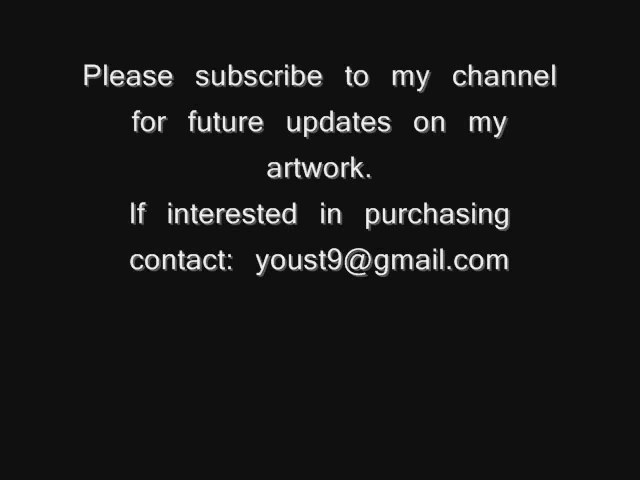 Please subscribe to my channel
for future updates on my
artwork.
If interested in purchasing
contact: youst9@gmail.com